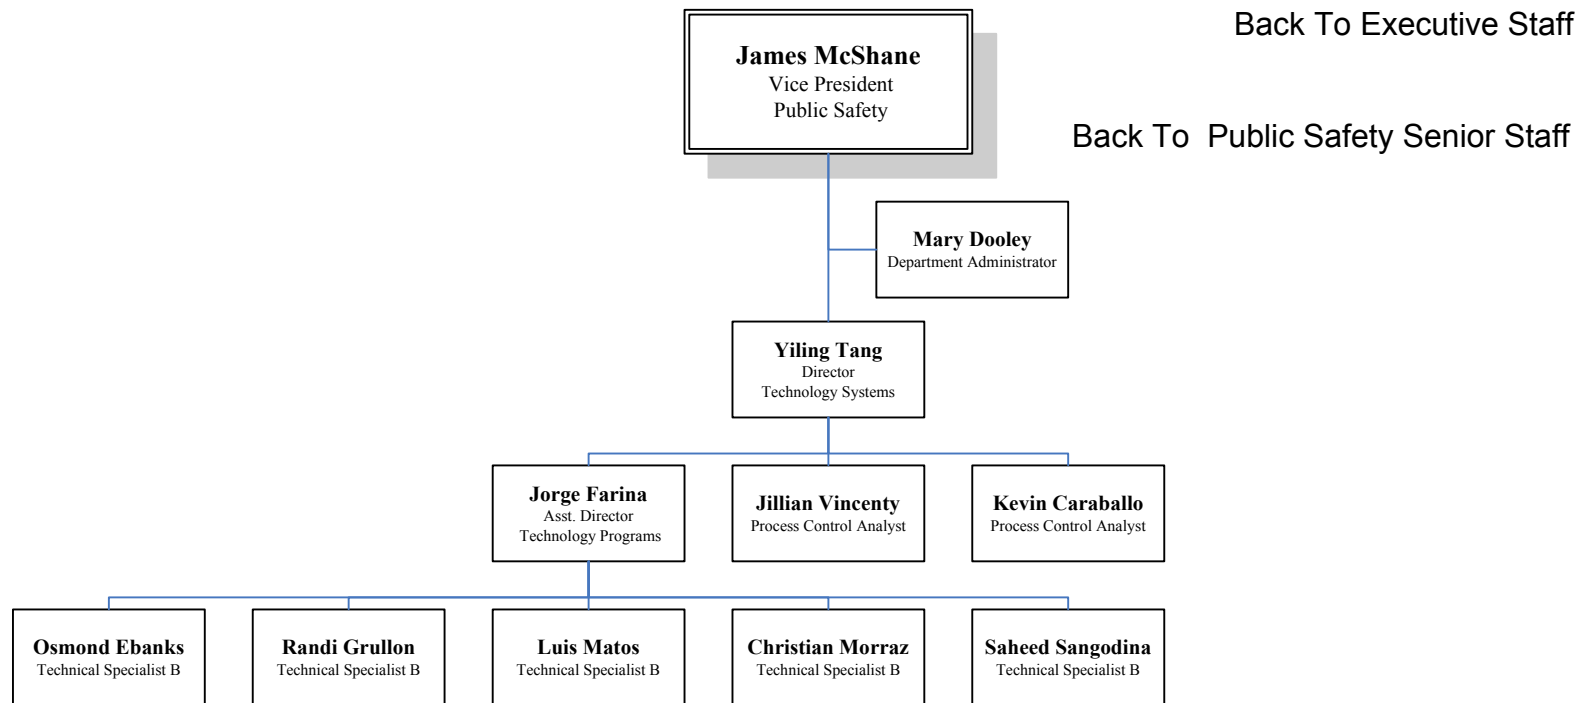 Back To Executive Staff
James McShane
Vice President
Public Safety
Back To  Public Safety Senior Staff
Mary Dooley
Department Administrator
Yiling Tang
Director
Technology Systems
Jorge Farina
Asst. Director
Technology Programs
Jillian Vincenty
Process Control Analyst
Kevin Caraballo
Process Control Analyst
Osmond Ebanks
Technical Specialist B
Randi Grullon
Technical Specialist B
Luis Matos
Technical Specialist B
Christian Morraz
Technical Specialist B
Saheed Sangodina
Technical Specialist B